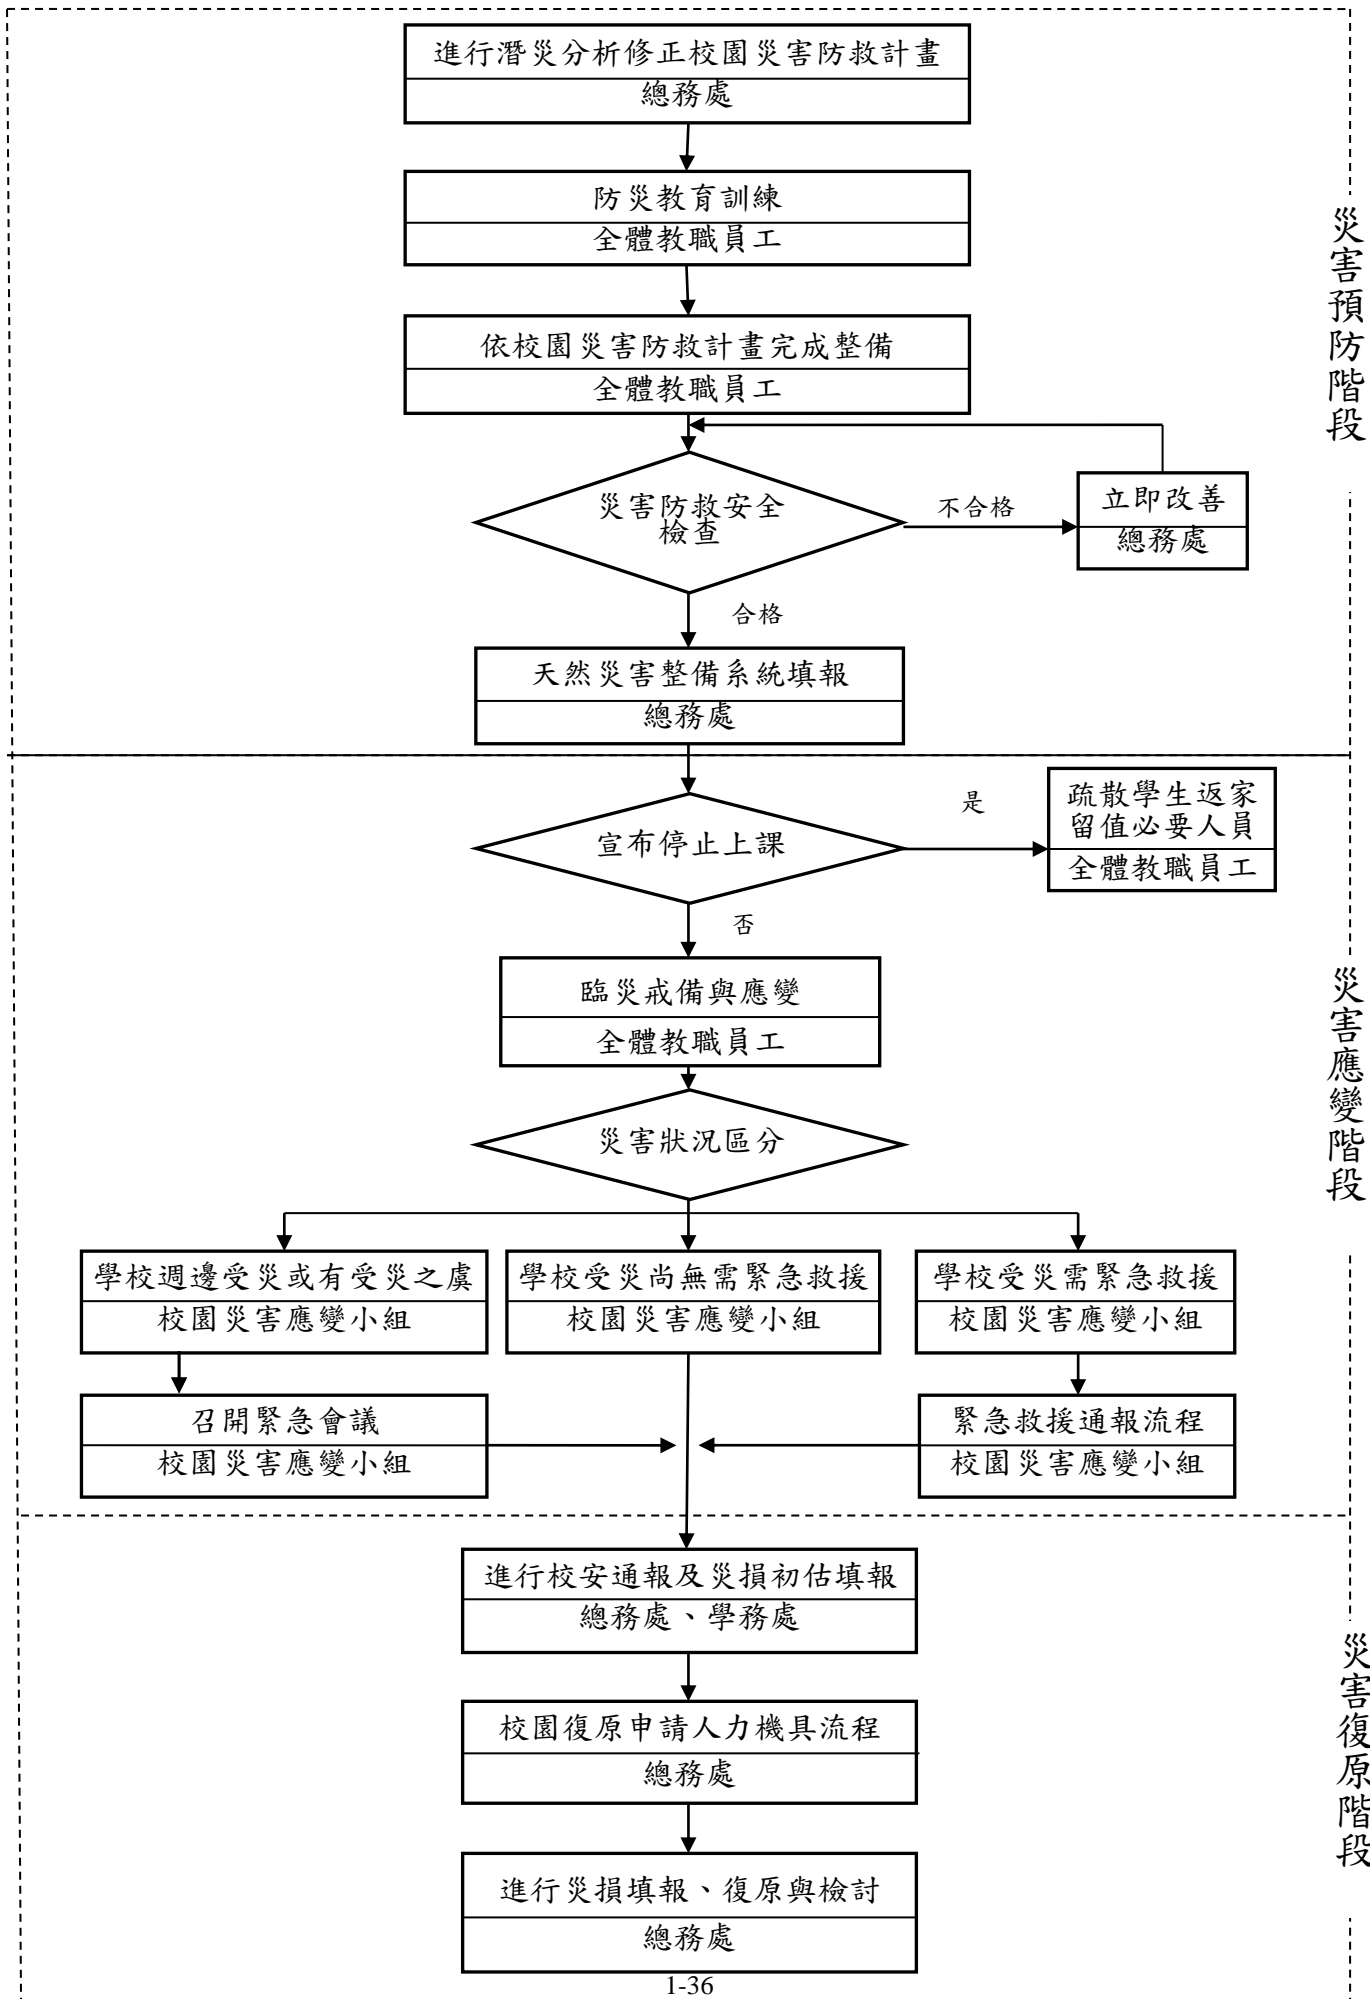 進行潛災分析修正校園災害防救計畫
總務處
防災教育訓練
全體教職員工
依校園災害防救計畫完成整備
全體教職員工
災害防救安全
檢查
不合格
立即改善
總務處
合格
天然災害整備系統填報
總務處
災害預防階段
宣布停止上課
是
疏散學生返家
留值必要人員
全體教職員工
否
臨災戒備與應變
全體教職員工
災害狀況區分
學校週邊受災或有受災之虞
校園災害應變小組
學校受災尚無需緊急救援
校園災害應變小組
學校受災需緊急救援
校園災害應變小組
召開緊急會議
校園災害應變小組
緊急救援通報流程
校園災害應變小組
災害應變階段
進行校安通報及災損初估填報
總務處、學務處
校園復原申請人力機具流程
總務處
進行災損填報、復原與檢討
總務處
災害復原階段
1-36